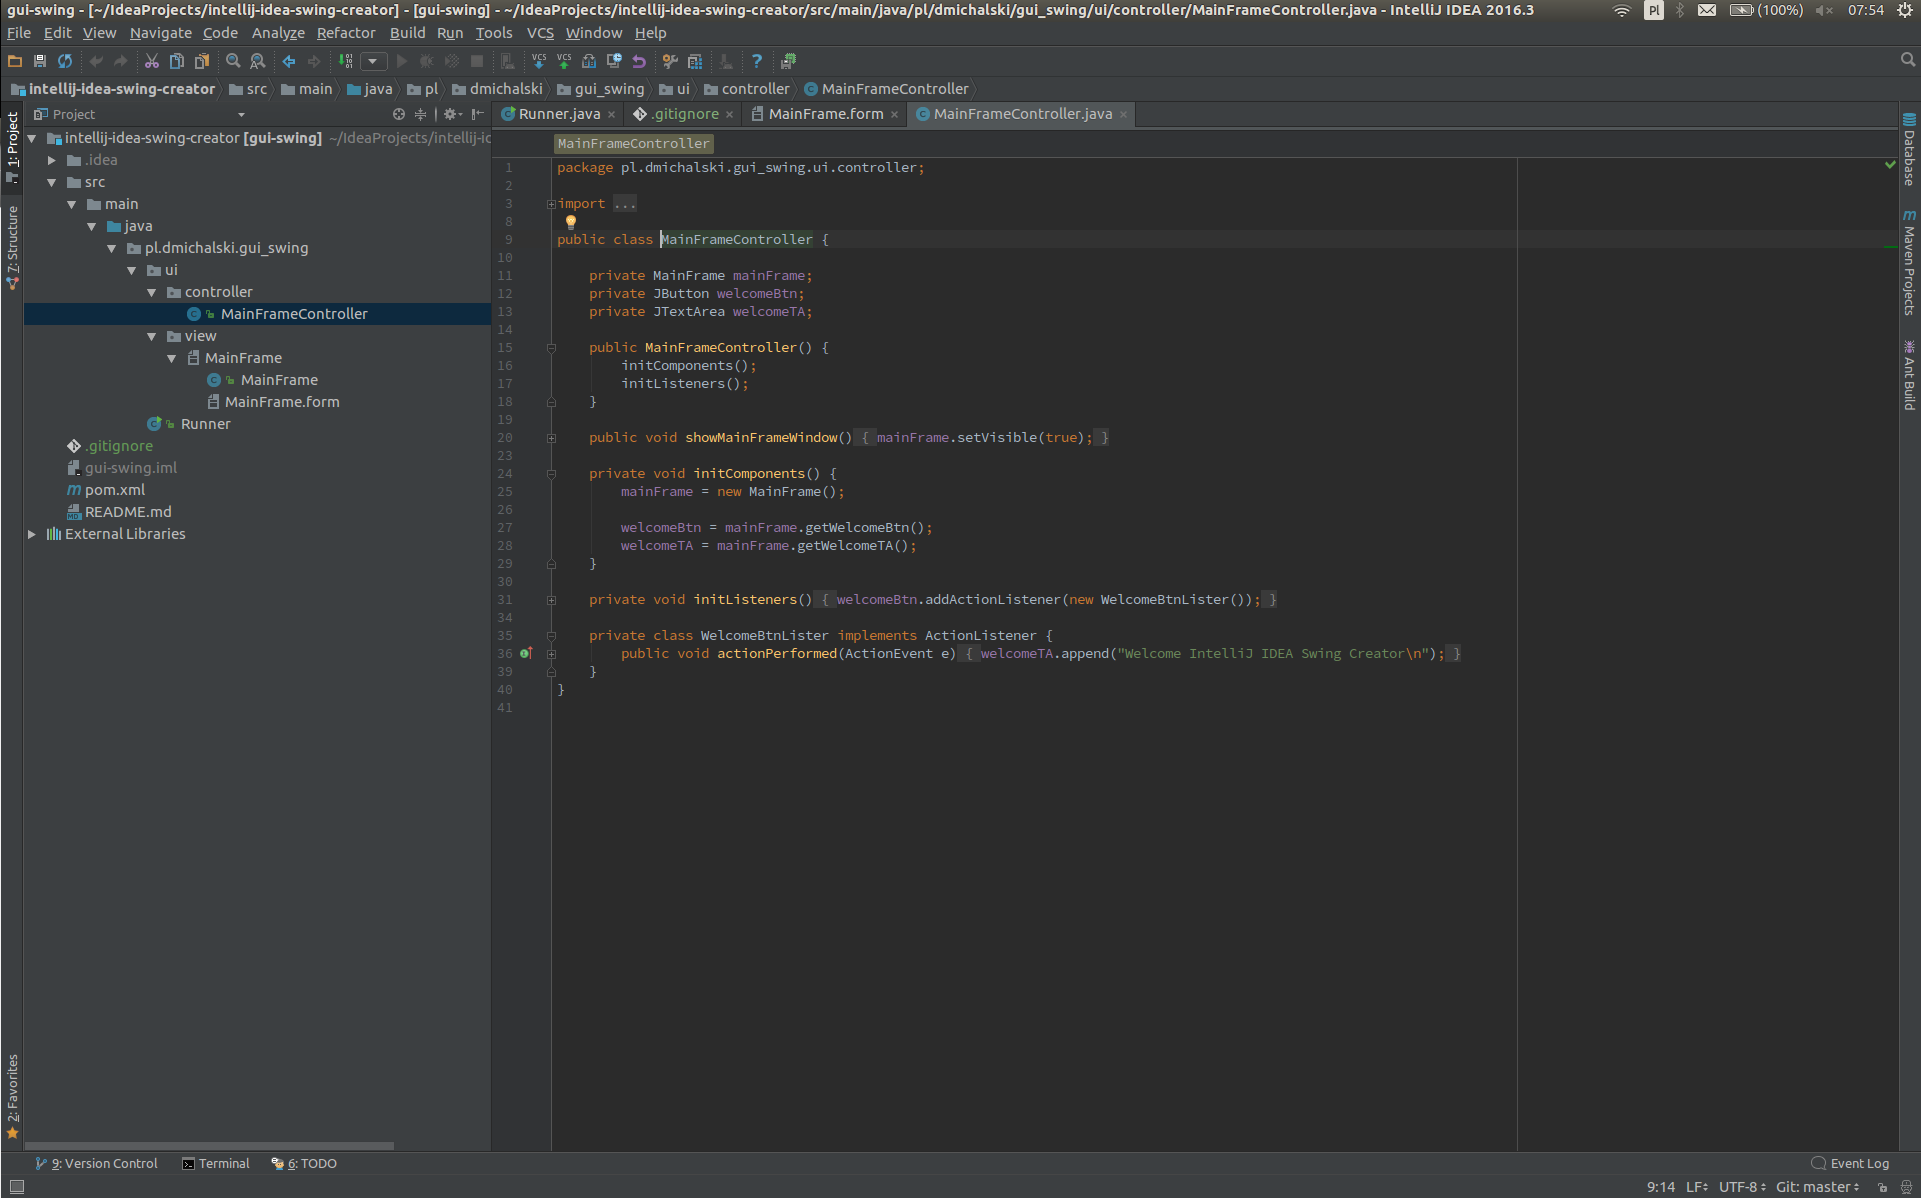 gui-swing - [~/IdeaProjects/intellij-idea-swing-creator] - [gui-swing] - ~/IdeaProjects/intellij-idea-swing-creator/src/main/java/pl/dmichalski/gui_swing/ui/controller/MainFrameController.java - IntelliJ IDEA 2016.3
Pl (100%) 07:54
File Edit View Navigate Code Analyze Refactor Build Run Tools VCS Window Help
VCS VCS ?
intellij-idea-swing-creator src main java pl dmichalski gui_swing ui controller MainFrameController
Project
Runner.java .gitignore MainFrame.form MainFrameController.java
1: Project
7: Structure
2: Favorites
intellij-idea-swing-creator [gui-swing] ~/IdeaProjects/intellij-ic
.idea
src
main
java
pl.dmichalski.gui_swing
ui
controller
MainFrameController
view
MainFrame
MainFrame
MainFrame.form
Runner
.gitignore
gui-swing.iml
pom.xml
README.md
External Libraries
MainFrameController
1 package pl.dmichalski.gui_swing.ui.controller;
2
3 import ...
8
9 public class MainFrameController {
10
11 private MainFrame mainFrame;
12 private JButton welcomeBtn;
13 private JTextArea welcomeTA;
14
15 public MainFrameController() {
16 initComponents();
17 initListeners();
18 }
19
20 public void showMainFrameWindow() { mainFrame.setVisible(true); }
23
24 private void initComponents() {
25 mainFrame = new MainFrame();
26
27 welcomeBtn = mainFrame.getWelcomeBtn();
28 welcomeTA = mainFrame.getWelcomeTA();
29 }
30
31 private void initListeners() { welcomeBtn.addActionListener(new WelcomeBtnLister()); }
34
35 private class WelcomeBtnLister implements ActionListener {
36 public void actionPerformed(ActionEvent e) { welcomeTA.append("Welcome IntelliJ IDEA Swing Creator\n"); }
39 }
40 }
41
Database
Maven Projects
Ant Build
9: Version Control Terminal 6: TODO Event Log
9:14 LF UTF-8 Git: master